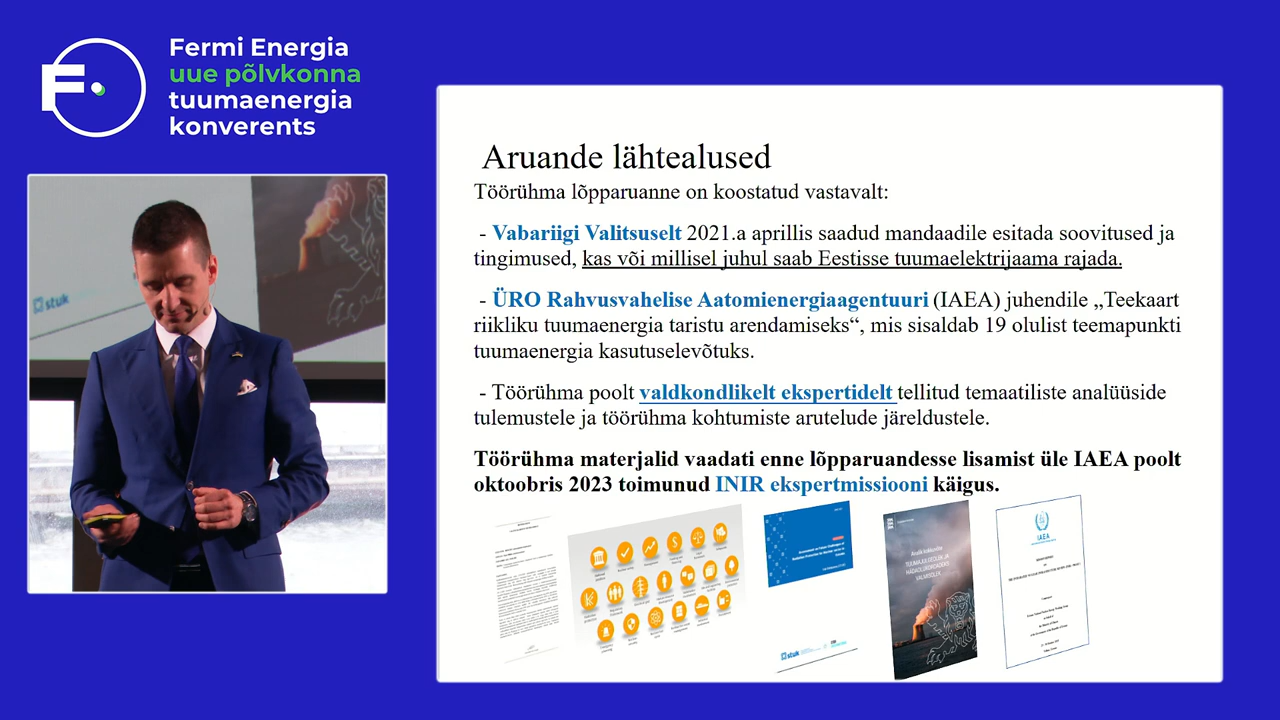 Fermi Energia
uue põlvkonna
tuumaenergia
konverents
stuk
Aruande lähtealused
Töörühma lõpparuanne on koostatud vastavalt:
- Vabariigi Valitsuselt 2021.a aprillis saadud mandaadile esitada soovitused ja
tingimused, kas või millisel juhul saab Eestisse tuumaelektrijaama rajada.
- ÜRO Rahvusvahelise Aatomienergiaagentuuri (IAEA) juhendile „Teekaart
riikliku tuumaenergia taristu arendamiseks“, mis sisaldab 19 olulist teemapunkti
tuumaenergia kasutuselevõtuks.
- Töörühma poolt valdkondlikelt ekspertidelt tellitud temaatiliste analüüside
tulemustele ja töörühma kohtumiste arutelude järeldustele.
Töörühma materjalid vaadati enne lõpparuandesse lisamist üle IAEA poolt
oktoobris 2023 toimunud INIR ekspertmissiooni käigus.
stuk
IAEA